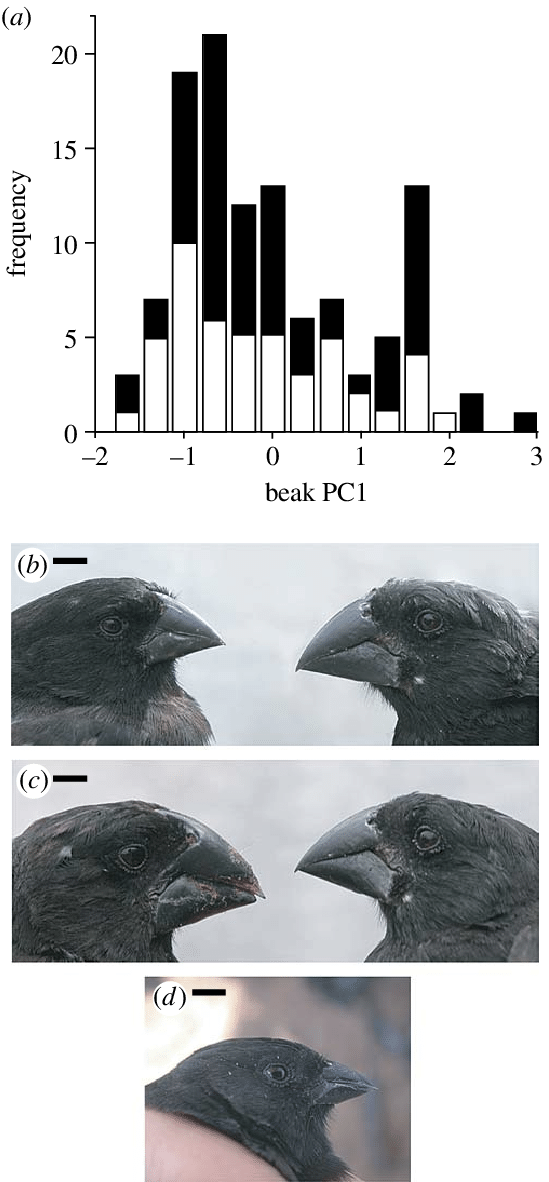 (a)
20
15
10
5
0
frequency
–2 –1 0 1 2 3
beak PC1
(b)
(c)
(d)